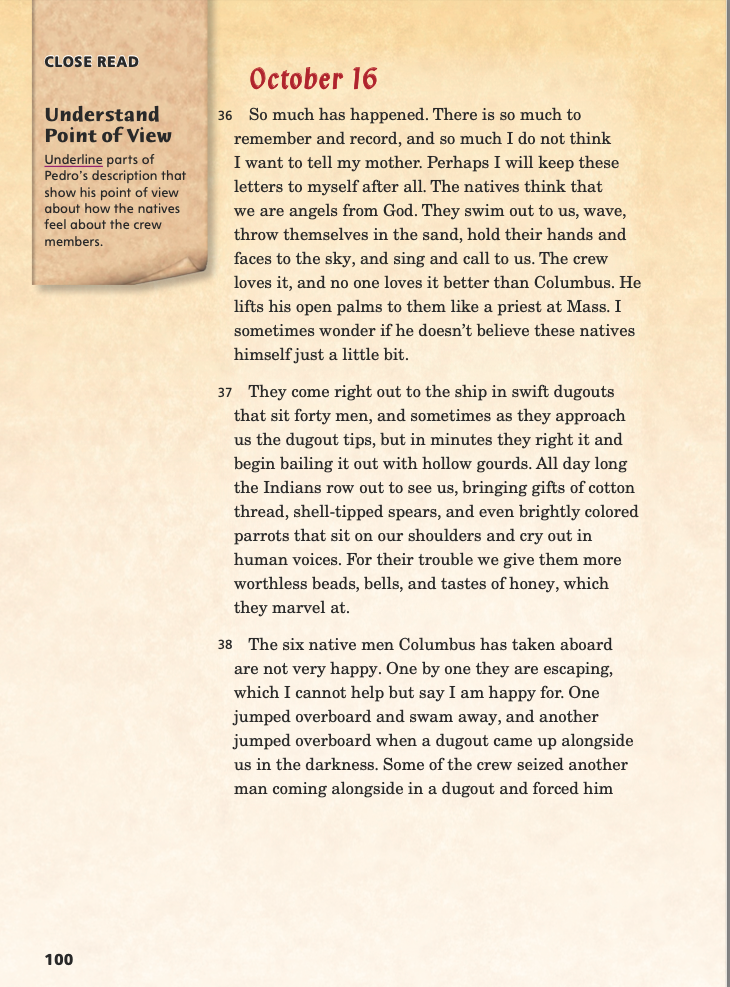 CLOSE READ
Understand
Point of View
Underline parts of
Pedro's description that
show his point of view
about how the natives
feel about the crew
members.
October 16
36 So much has happened. There is so much to
remember and record, and so much I do not think
I want to tell my mother. Perhaps I will keep these
letters to myself after all. The natives think that
we are angels from God. They swim out to us, wave,
throw themselves in the sand, hold their hands and
faces to the sky, and sing and call to us. The crew
loves it, and no one loves it better than Columbus. He
lifts his open palms to them like a priest at Mass. I
sometimes wonder if he doesn't believe these natives
himself just a little bit.
37 They come right out to the ship in swift dugouts
that sit forty men, and sometimes as they approach
us the dugout tips, but in minutes they right it and
begin bailing it out with hollow gourds. All day long
the Indians row out to see us, bringing gifts of cotton
thread, shell-tipped spears, and even brightly colored
parrots that sit on our shoulders and cry out in
human voices. For their trouble we give them more
worthless beads, bells, and tastes of honey, which
they marvel at.
38 The six native men Columbus has taken aboard
are not very happy. One by one they are escaping,
which I cannot help but say I am happy for. One
jumped overboard and swam away, and another
jumped overboard when a dugout came up alongside
us in the darkness. Some of the crew seized another
man coming alongside in a dugout and forced him
100